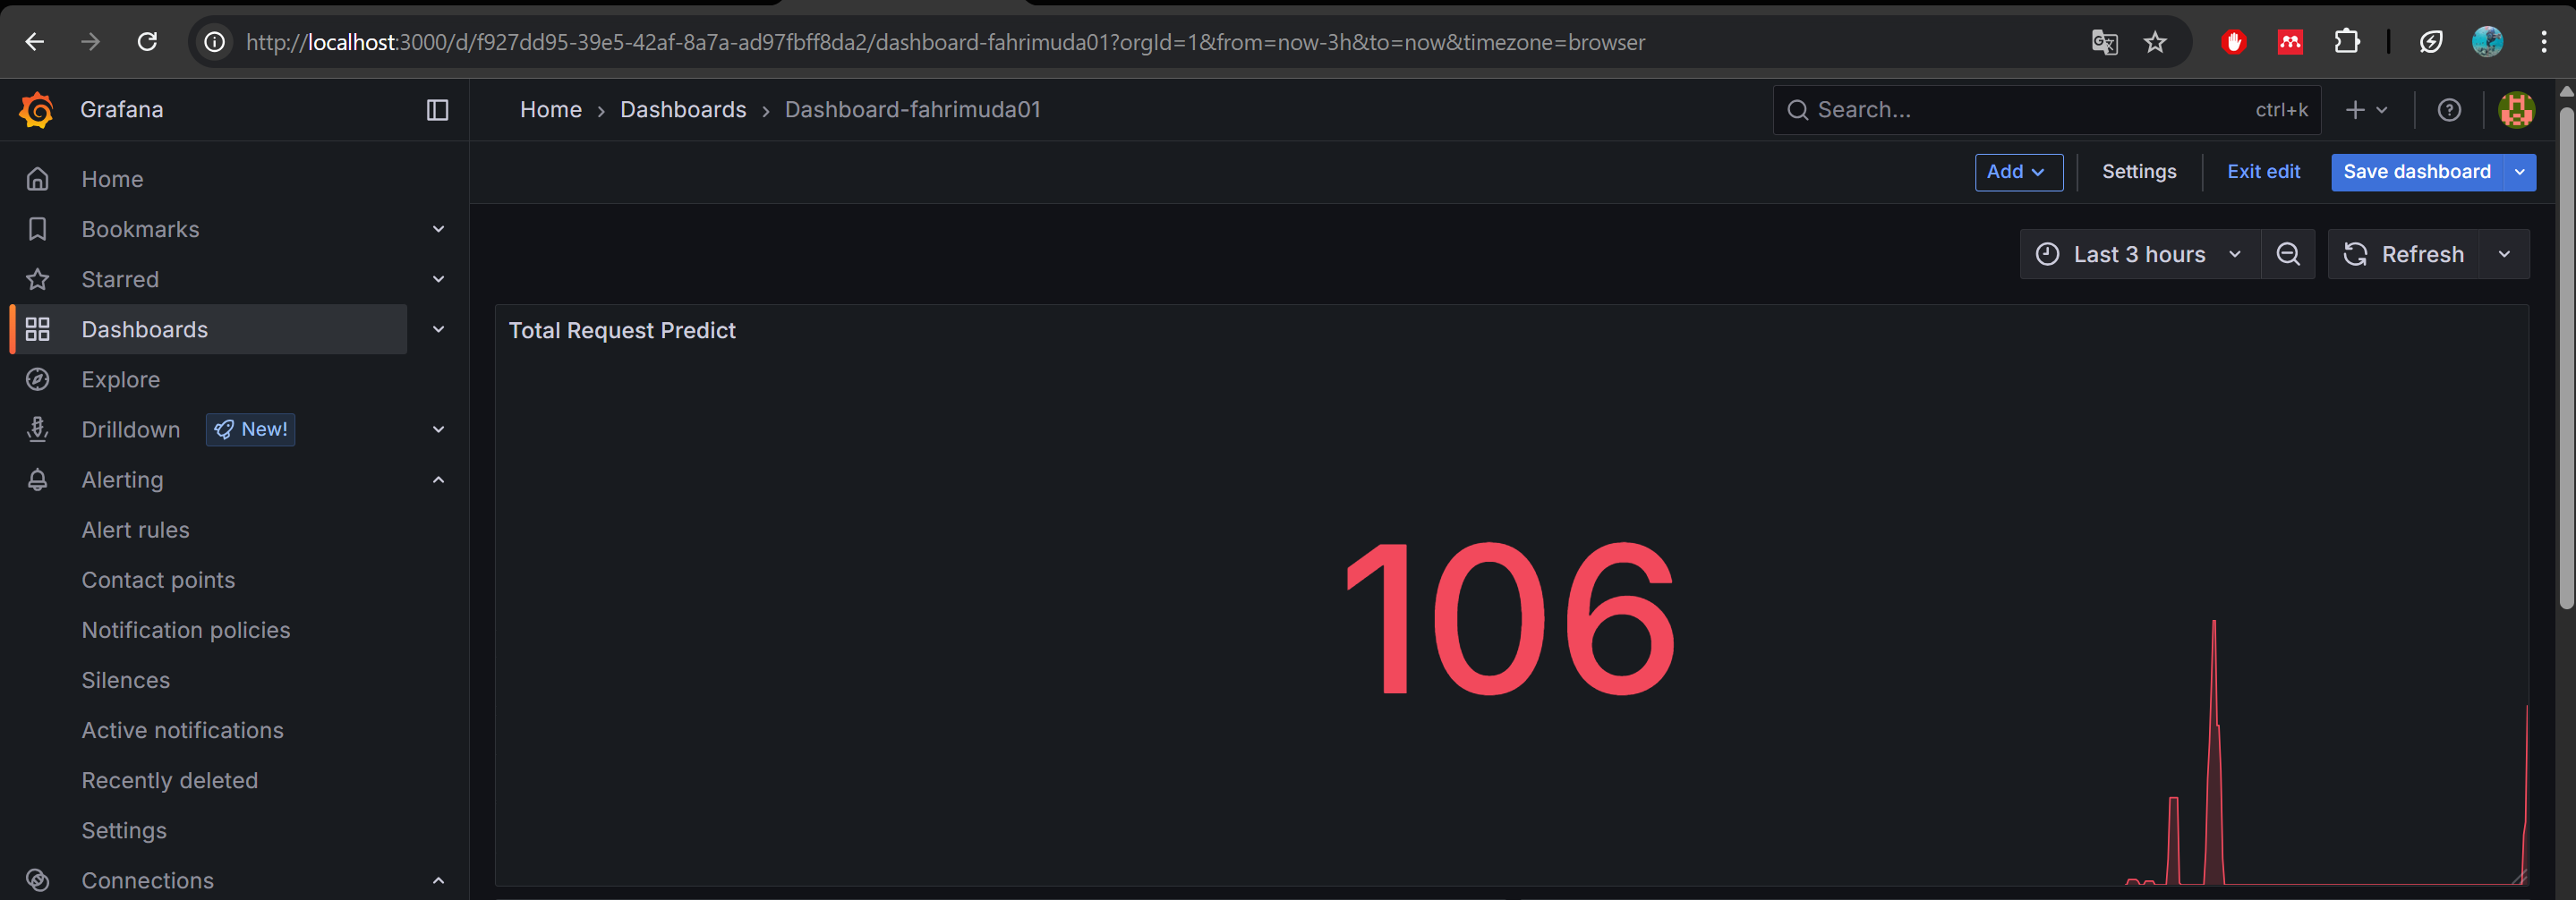 http://localhost:3000/d/f927dd95-39e5-42af-8a7a-ad97fbff8da2/dashboard-fahrimuda01?orgId=1&from=now-3h&to=now&timezone=browser
Grafana
Home › Dashboards › Dashboard-fahrimuda01
Search...
ctrl+k
Add
Settings
Exit edit
Save dashboard
Last 3 hours
Refresh
Home
Bookmarks
Starred
Dashboards
Explore
Drilldown New!
Alerting
Alert rules
Contact points
Notification policies
Silences
Active notifications
Recently deleted
Settings
Connections
Total Request Predict
106